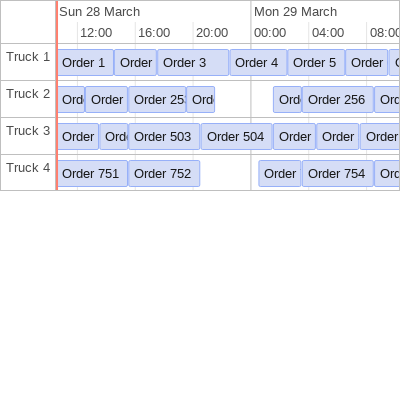 Sun 28 March Mon 29 March
12:00 16:00 20:00 00:00 04:00 08:00
Truck 1 Order 1 Order Order 3 Order 4 Order 5 Order
Truck 2 Ord Order Order 25 Ord Ord Order 256 Ord
Truck 3 Order Ord Order 503 Order 504 Order Order Order
Truck 4 Order 751 Order 752 Order Order 754 Ord